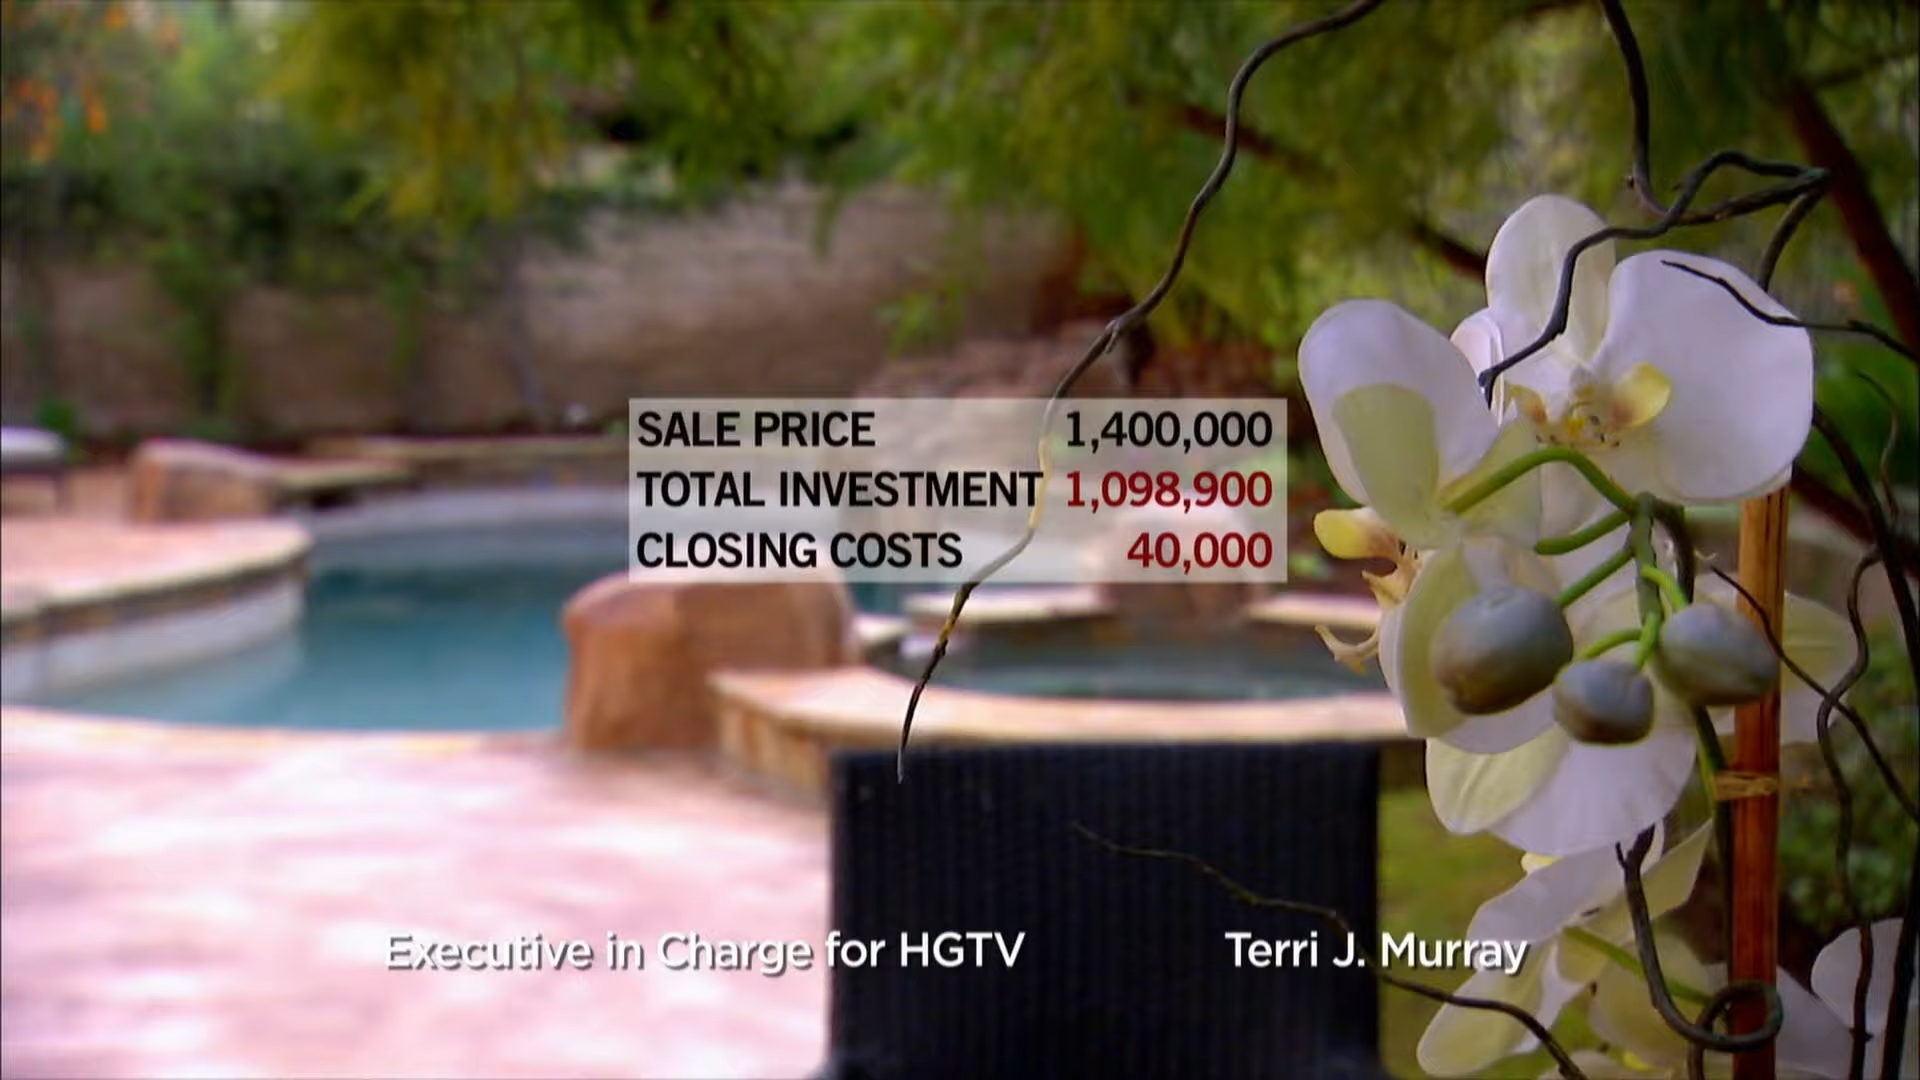 SALE PRICE 1,400,000
TOTAL INVESTMENT 1,098,900
CLOSING COSTS 40,000
Executive in Charge for HGTV Terri J. Murray